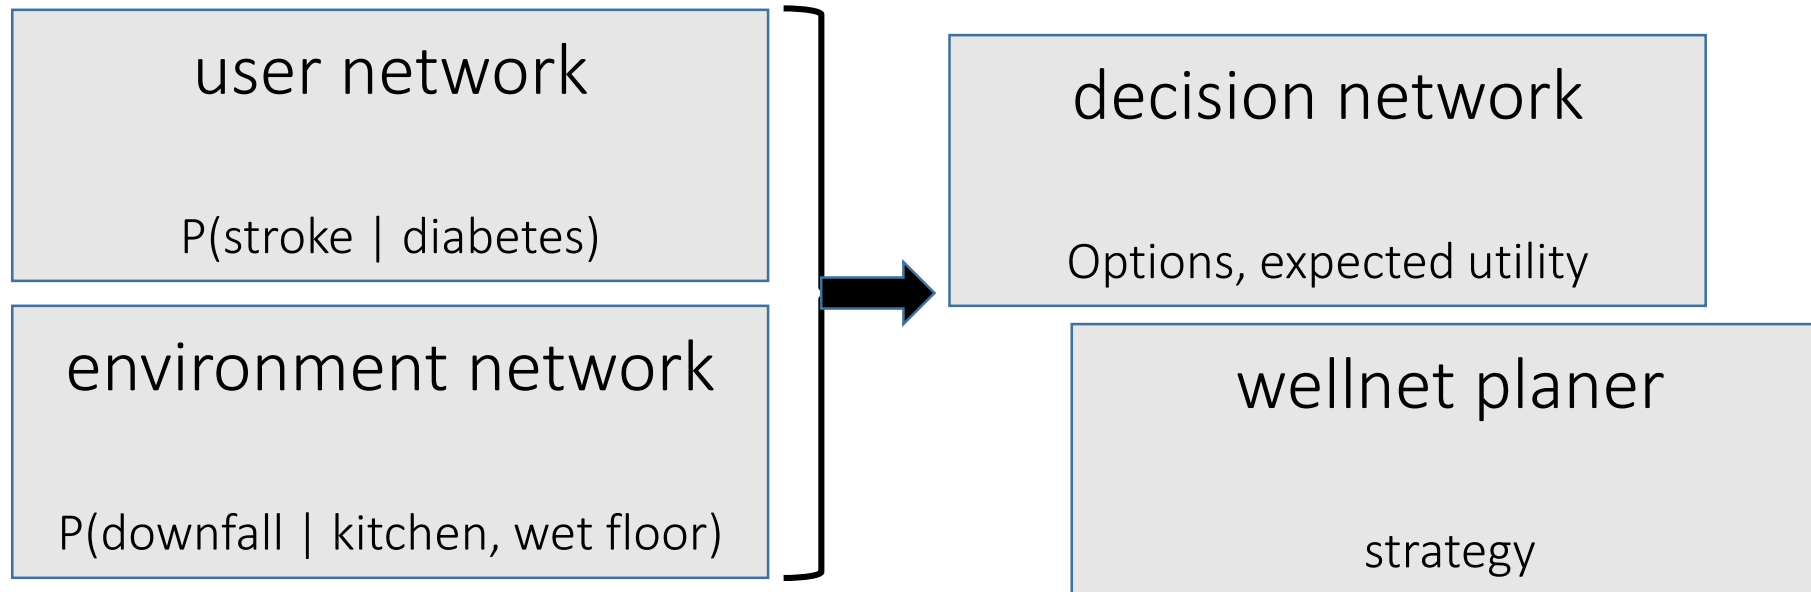 user network
P(stroke | diabetes)
environment network
P(downfall | kitchen, wet floor)
decision network
Options, expected utility
wellnet planer
strategy